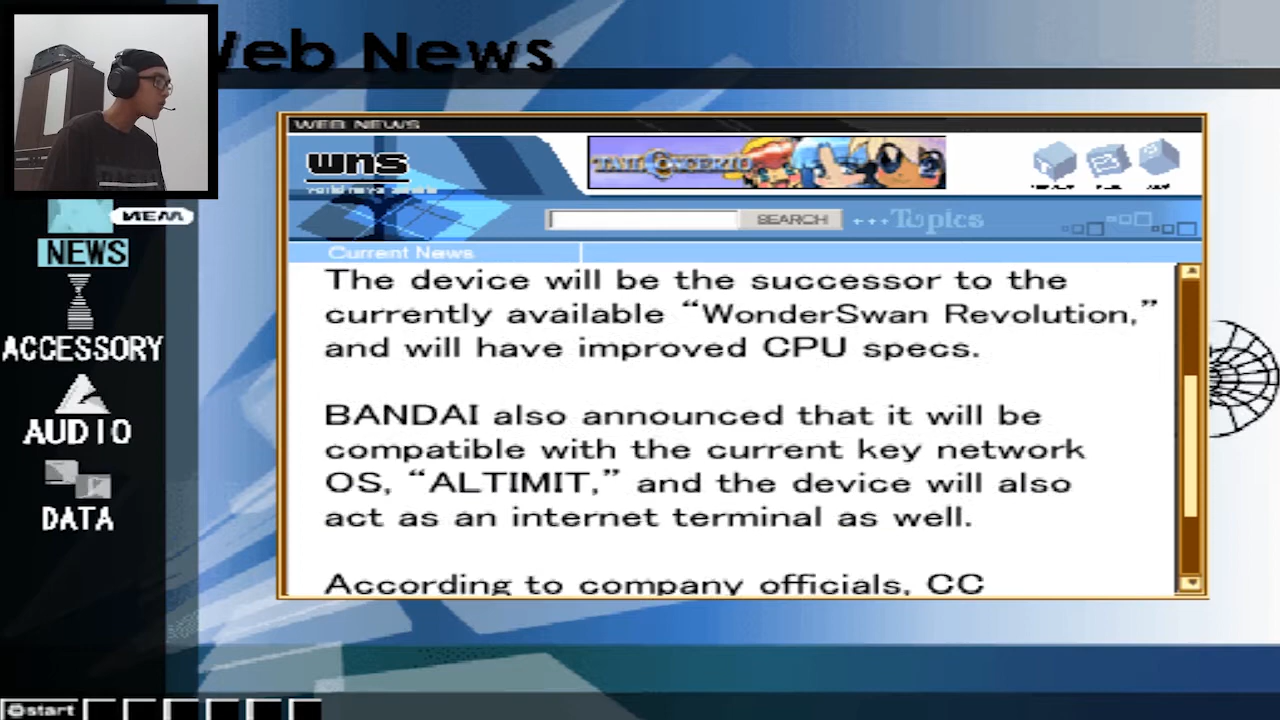 Web News
WEB NEWS
wns
TAIL CONCERTO
SEARCH
Topics
Current News
The device will be the successor to the
currently available “WonderSwan Revolution,”
and will have improved CPU specs.
BANDAI also announced that it will be
compatible with the current key network
OS, “ALTIMIT,” and the device will also
act as an internet terminal as well.
According to company officials, CC
NEW
NEWS
ACCESSORY
AUDIO
DATA
start